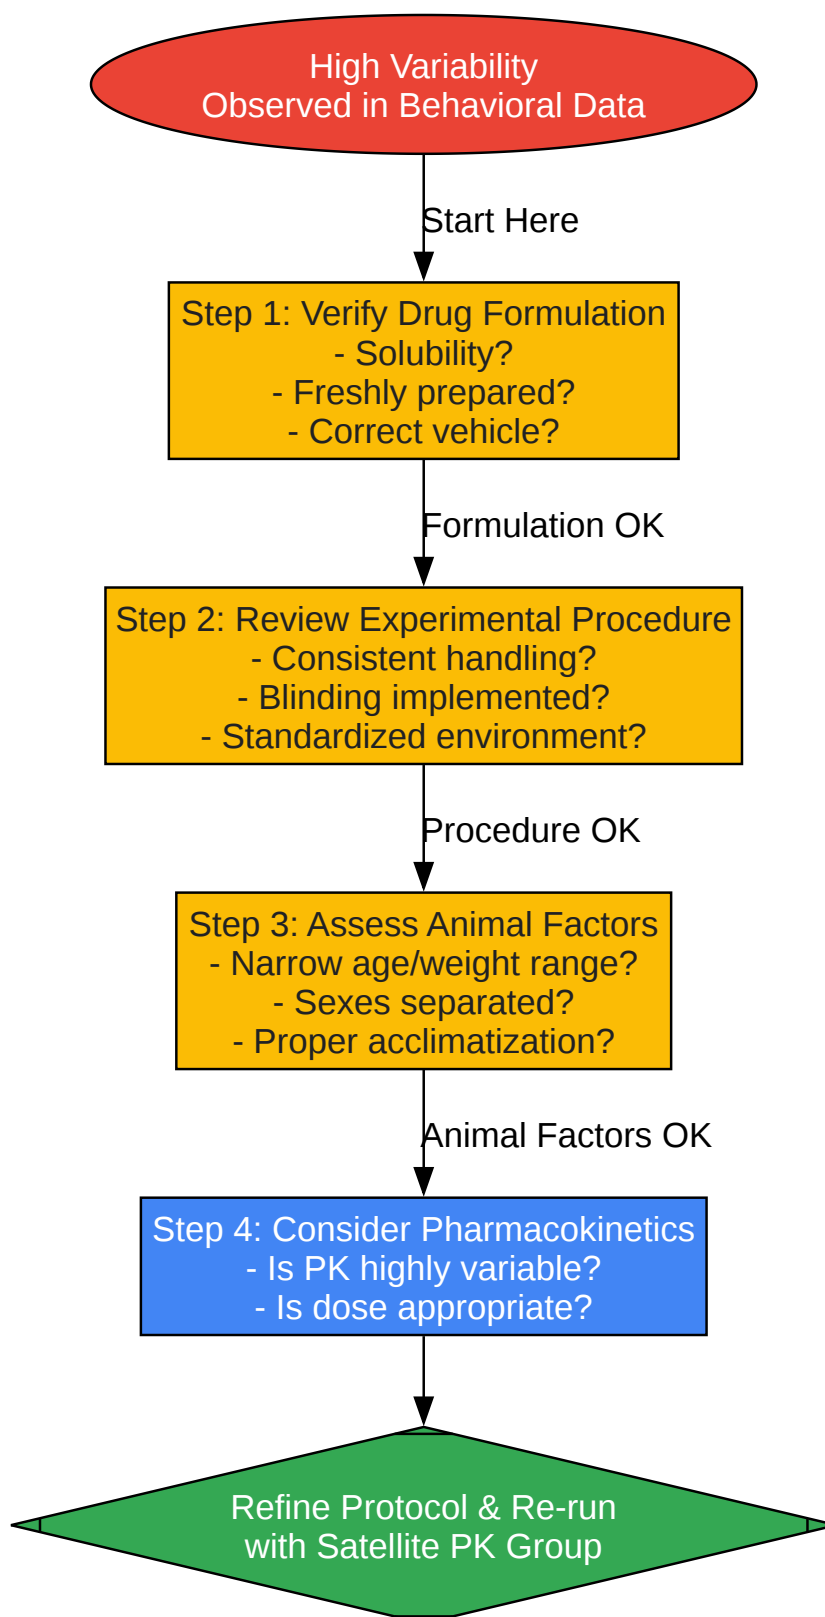 High Variability
Observed in Behavioral Data
Start Here
Step 1: Verify Drug Formulation
- Solubility?
- Freshly prepared?
- Correct vehicle?
Formulation OK
Step 2: Review Experimental Procedure
- Consistent handling?
- Blinding implemented?
- Standardized environment?
Procedure OK
Step 3: Assess Animal Factors
- Narrow age/weight range?
- Sexes separated?
- Proper acclimatization?
Animal Factors OK
Step 4: Consider Pharmacokinetics
- Is PK highly variable?
- Is dose appropriate?
Refine Protocol & Re-run
with Satellite PK Group